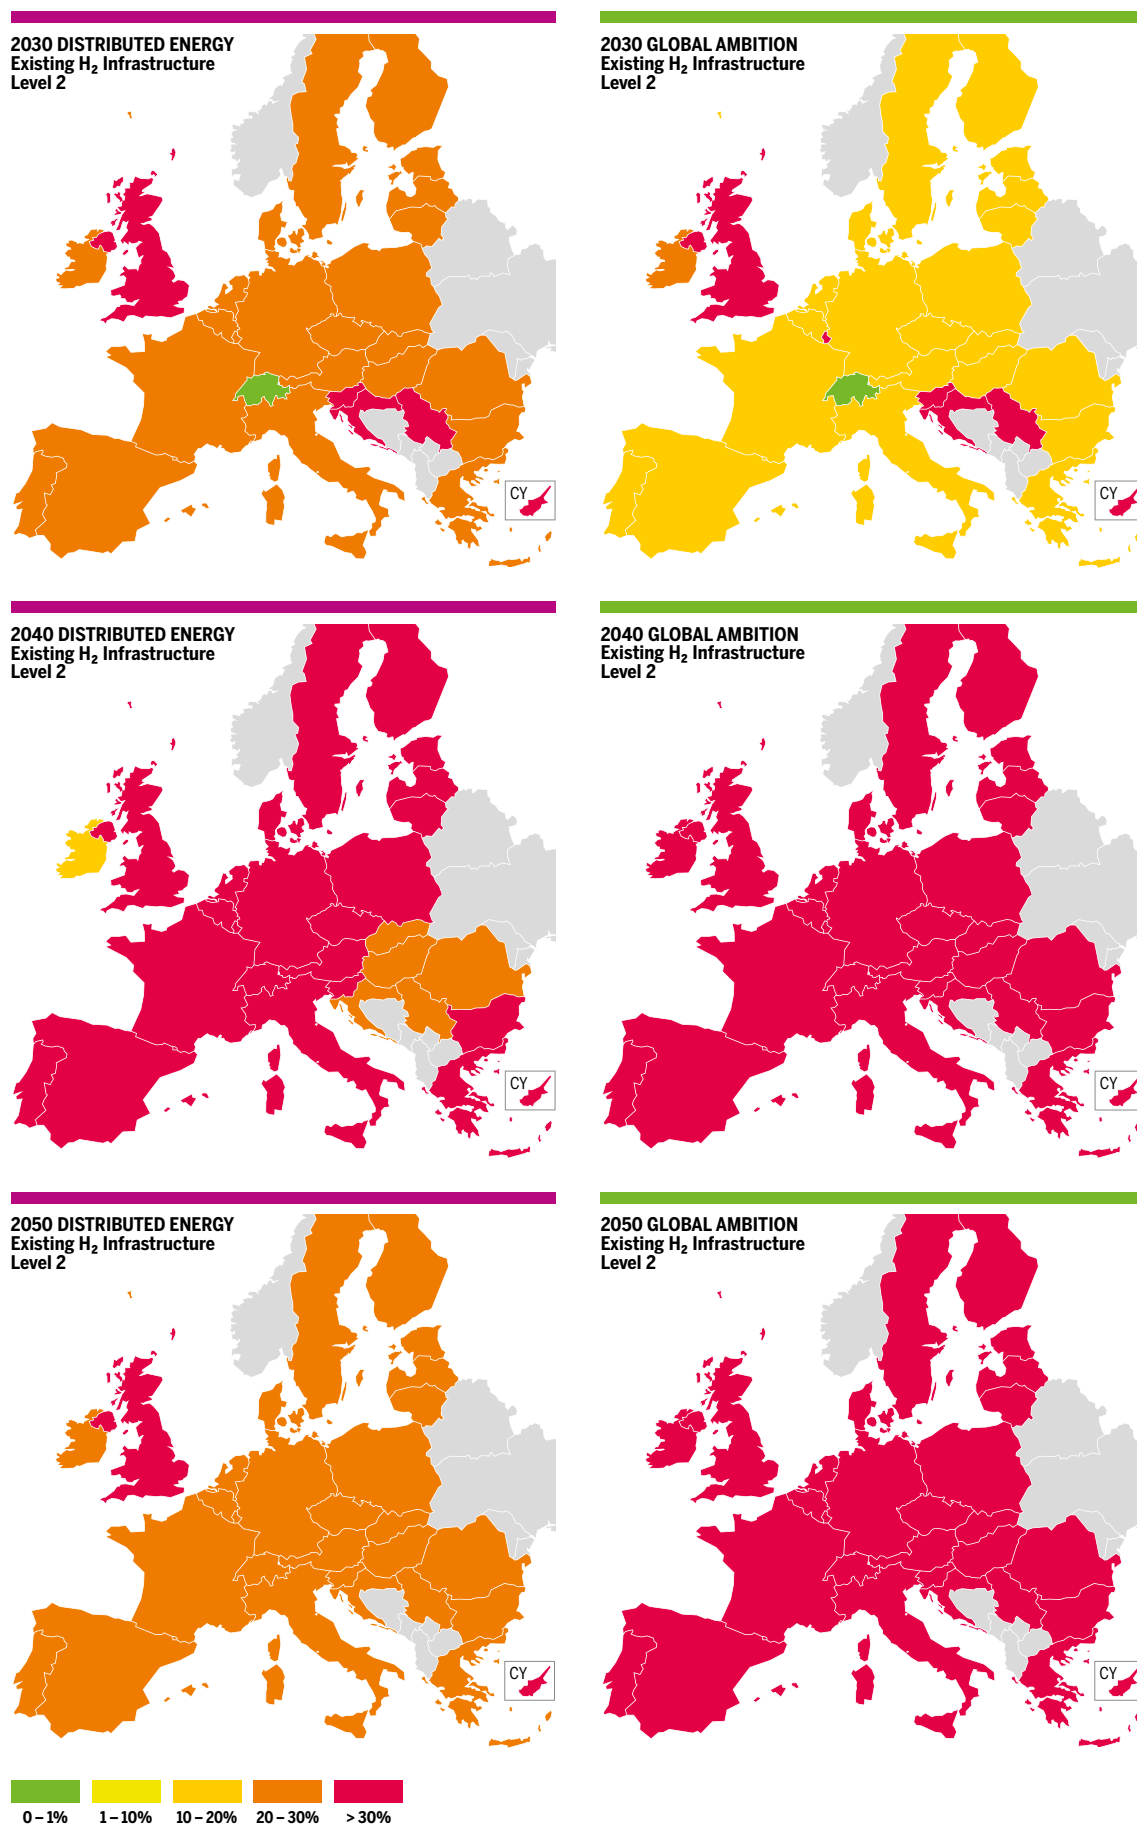 2030 DISTRIBUTED ENERGY
Existing H₂ Infrastructure
Level 2
CY
2030 GLOBAL AMBITION
Existing H₂ Infrastructure
Level 2
CY
2040 DISTRIBUTED ENERGY
Existing H₂ Infrastructure
Level 2
CY
2040 GLOBAL AMBITION
Existing H₂ Infrastructure
Level 2
CY
2050 DISTRIBUTED ENERGY
Existing H₂ Infrastructure
Level 2
CY
2050 GLOBAL AMBITION
Existing H₂ Infrastructure
Level 2
CY
0 – 1% 1 – 10% 10 – 20% 20 – 30% > 30%